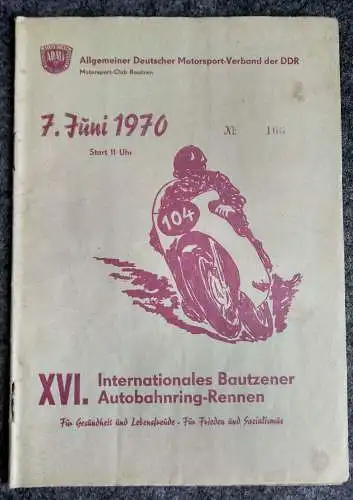 ADMV
Allgemeiner Deutscher Motorsport-Verband der DDR
Motorsport-Club Bautzen
7. Juni 1970
№ 166
Start 11 Uhr
104
XVI. Internationales Bautzener
Autobahnring-Rennen
Für Gesundheit und Lebensfreude - Für Frieden und Sozialismus